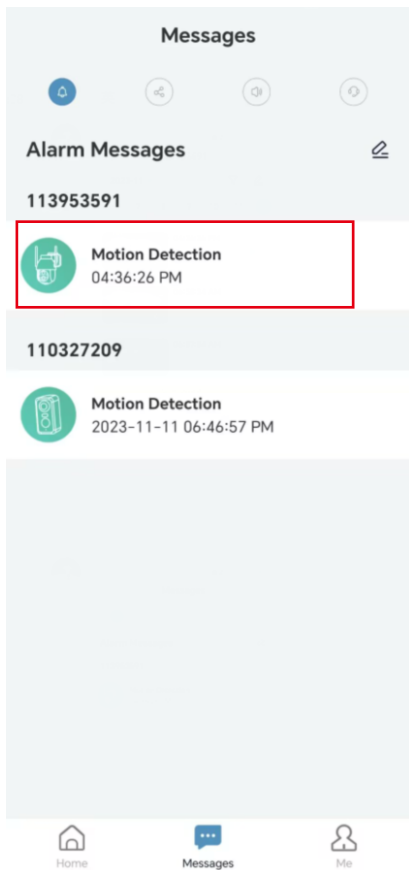 Messages
Alarm Messages
113953591
Motion Detection
04:36:26 PM
110327209
Motion Detection
2023-11-11 06:46:57 PM
Home
Messages
Me